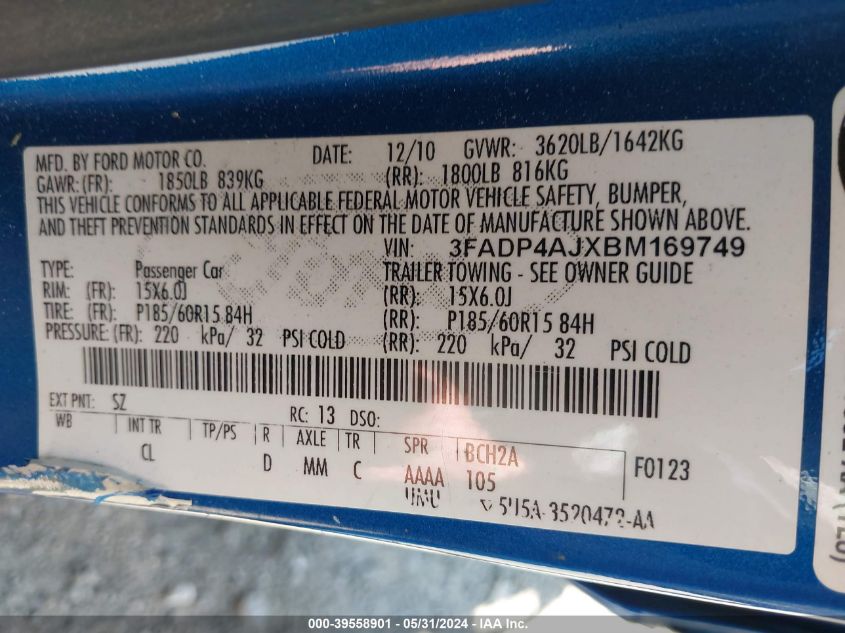 MFD. BY FORD MOTOR CO. DATE: 12/10 GVWR: 3620LB/1642KG
GAWR: (FR): 1850LB 839KG (RR): 1800LB 816KG
THIS VEHICLE CONFORMS TO ALL APPLICABLE FEDERAL MOTOR VEHICLE SAFETY, BUMPER,
AND THEFT PREVENTION STANDARDS IN EFFECT ON THE DATE OF MANUFACTURE SHOWN ABOVE.
VIN: 3FADP4AJXBM169749
TYPE: Passenger Car TRAILER TOWING - SEE OWNER GUIDE
RIM: (FR): 15X6.0J (RR): 15X6.0J
TIRE: (FR): P185/60R15 84H (RR): P185/60R15 84H
PRESSURE: (FR): 220 kPa/ 32 PSI COLD (RR): 220 kPa/ 32 PSI COLD
EXT PNT: SZ RC: 13 DSO:
WB INT TR TP/PS R AXLE TR SPR BCH2A
CL D MM C AAAA 105 F0123
000-39558901 - 05/31/2024 - IAA Inc.